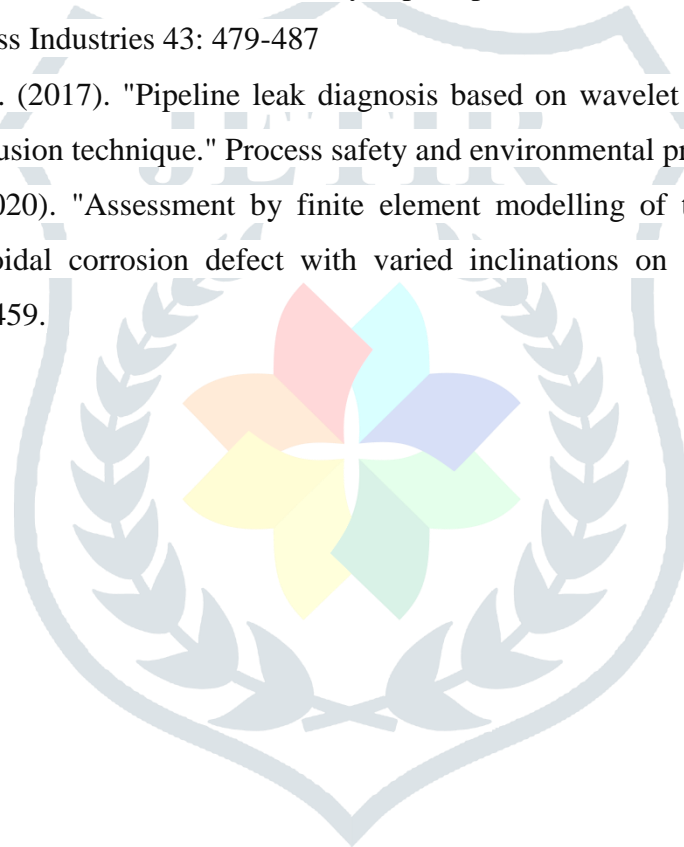 ss Industries 43: 479-487
. (2017). "Pipeline leak diagnosis based on wavelet
usion technique." Process safety and environmental pr
020). "Assessment by finite element modelling of t
oidal corrosion defect with varied inclinations on
459.